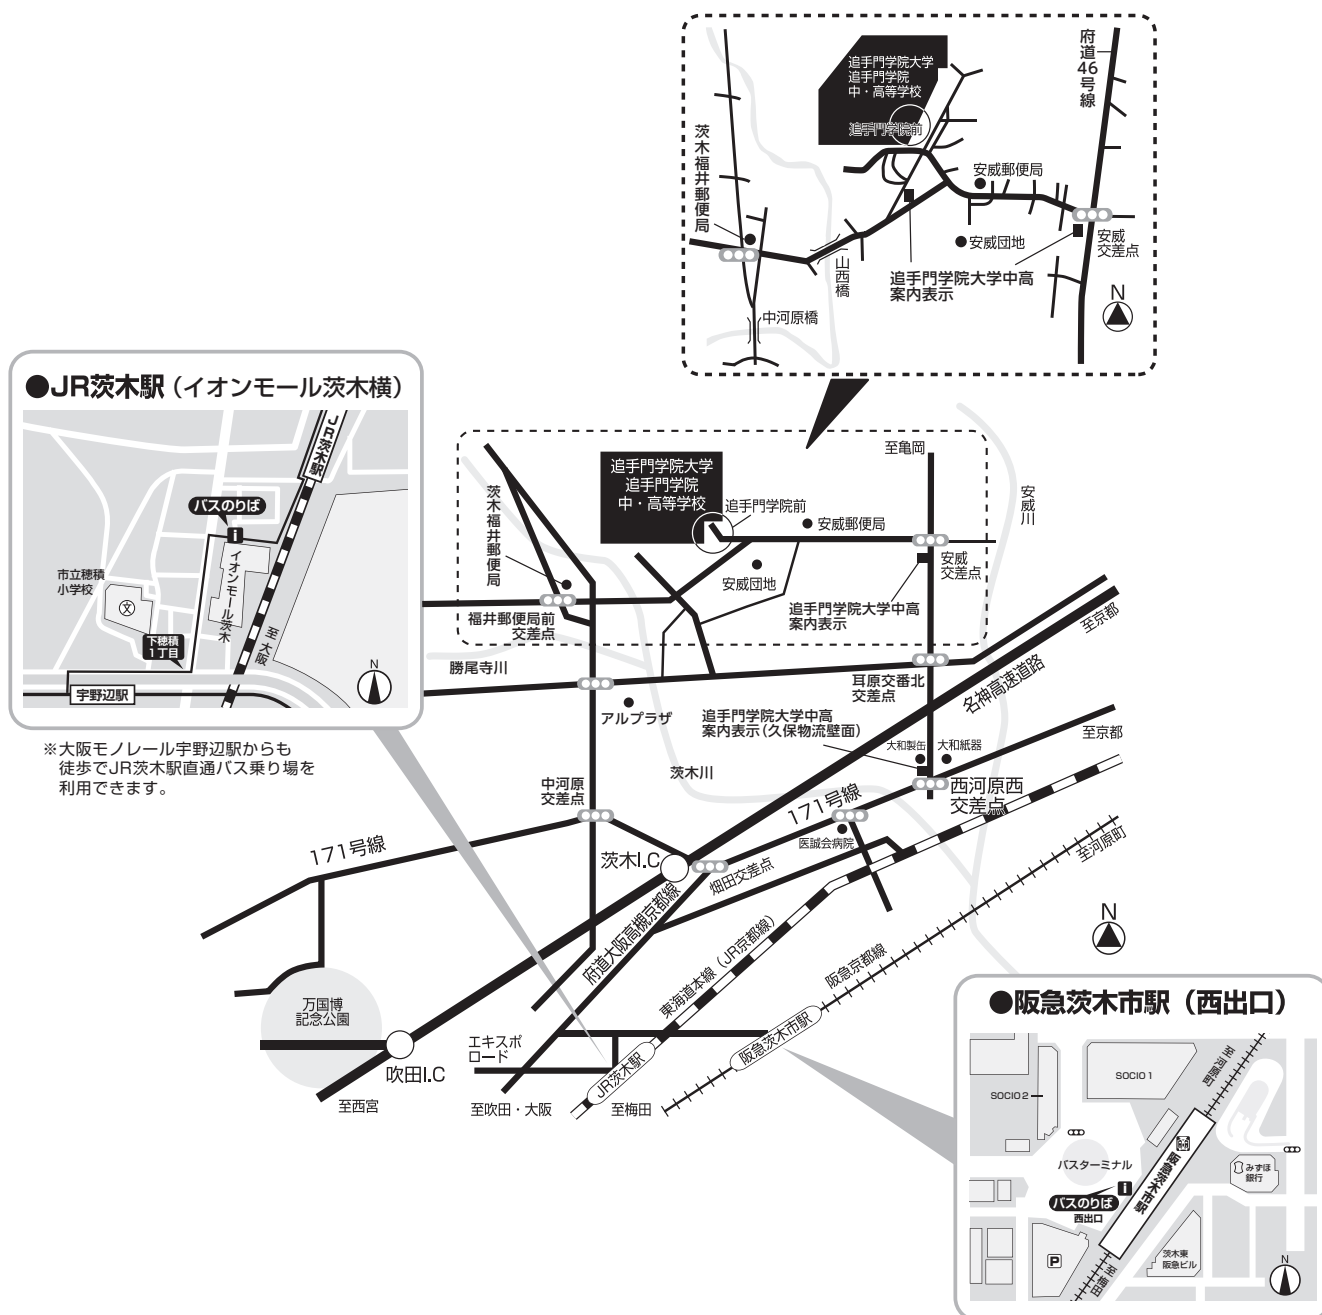 追手門学院大学
追手門学院
中・高等学校
追手門学院前
府道46号線
茨木福井郵便局
安威郵便局
安威団地
安威
交差点
山西橋
追手門学院大学中高
案内表示
中河原橋
N
●JR茨木駅(イオンモール茨木横)
JR茨木駅
バスのりば
i
イオンモール茨木
市立穂積
小学校
文
下穂積
1丁目
至大阪
宇野辺駅
N
※大阪モノレール宇野辺駅からも
徒歩でJR茨木駅直通バス乗り場を
利用できます。
至亀岡
追手門学院大学
追手門学院
中・高等学校
追手門学院前
茨木福井郵便局
安威郵便局
安威川
安威団地
安威
交差点
福井郵便局前
交差点
追手門学院大学中高
案内表示
至京都
勝尾寺川
耳原交番北
交差点
名神高速道路
アルプラザ
追手門学院大学中高
案内表示(久保物流壁面)
至京都
大和製缶
大和紙器
茨木川
中河原
交差点
西河原西
交差点
171号線
171号線
医誠会病院
至河原町
茨木I.C
畑田交差点
府道大阪高槻京都線
東海道本線(JR京都線)
阪急京都線
N
万国博
記念公園
エキスポ
ロード
吹田I.C
JR茨木駅
阪急茨木市駅
至西宮
至吹田・大阪
至梅田
●阪急茨木市駅(西出口)
至河原町
SOCIO1
SOCIO2
バスターミナル
阪急茨木市駅
みずほ
銀行
i
バスのりば
西出口
P
茨木東
阪急ビル
至梅田
N